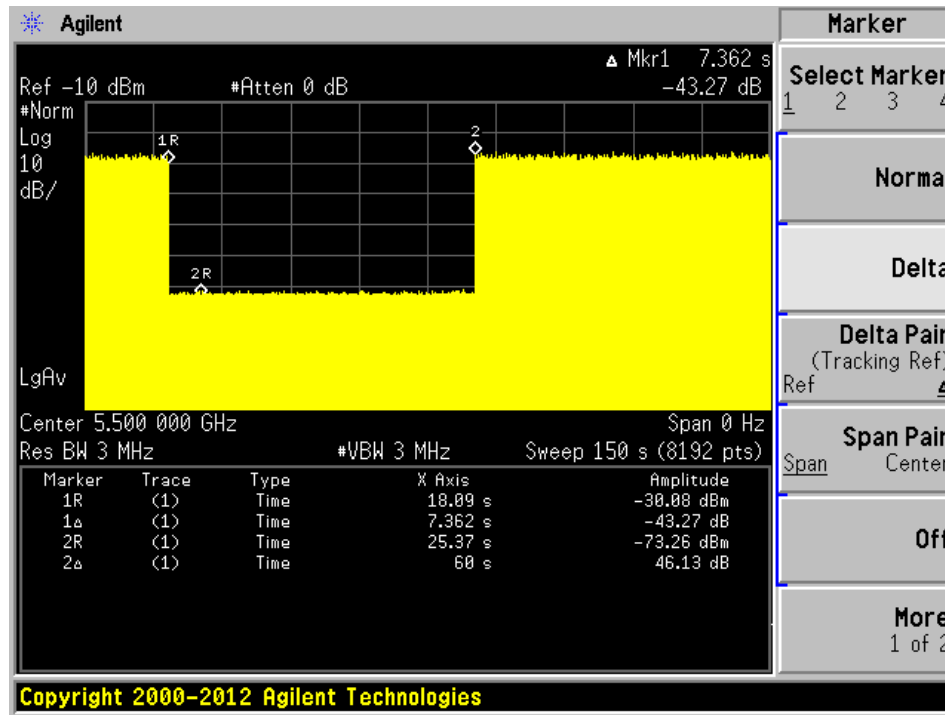 Agilent
Δ Mkr1 7.362 s
Ref -10 dBm #Atten 0 dB -43.27 dB
#Norm
Log
10
dB/
1R
2
2R
LgAv
Center 5.500 000 GHz Span 0 Hz
Res BW 3 MHz #VBW 3 MHz Sweep 150 s (8192 pts)
Marker Trace Type X Axis Amplitude
1R (1) Time 18.09 s -30.08 dBm
1Δ (1) Time 7.362 s -43.27 dB
2R (1) Time 25.37 s -73.26 dBm
2Δ (1) Time 60 s 46.13 dB
Copyright 2000-2012 Agilent Technologies
Marker
Select Marker
1 2 3 4
Norma
Delta
Delta Pair
(Tracking Ref)
Ref Δ
Span Pair
Span Center
Off
More
1 of 2